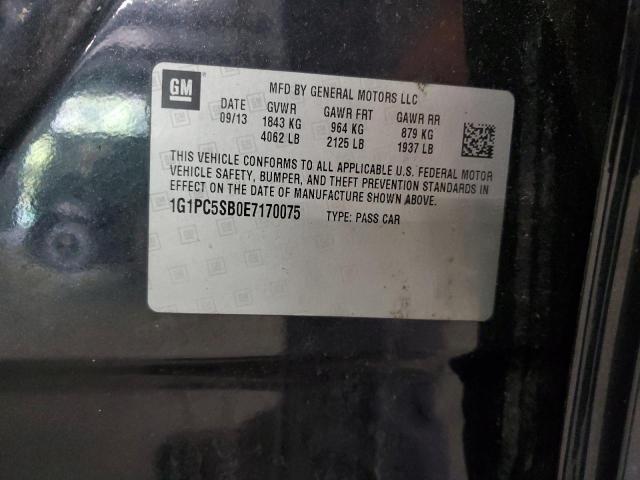 GM
MFD BY GENERAL MOTORS LLC
DATE GVWR GAWR FRT GAWR RR
09/13 1843 KG 964 KG 879 KG
4062 LB 2125 LB 1937 LB
THIS VEHICLE CONFORMS TO ALL APPLICABLE U.S. FEDERAL MOTOR
VEHICLE SAFETY, BUMPER, AND THEFT PREVENTION STANDARDS IN
EFFECT ON THE DATE OF MANUFACTURE SHOWN ABOVE.
1G1PC5SB0E7170075 TYPE: PASS CAR